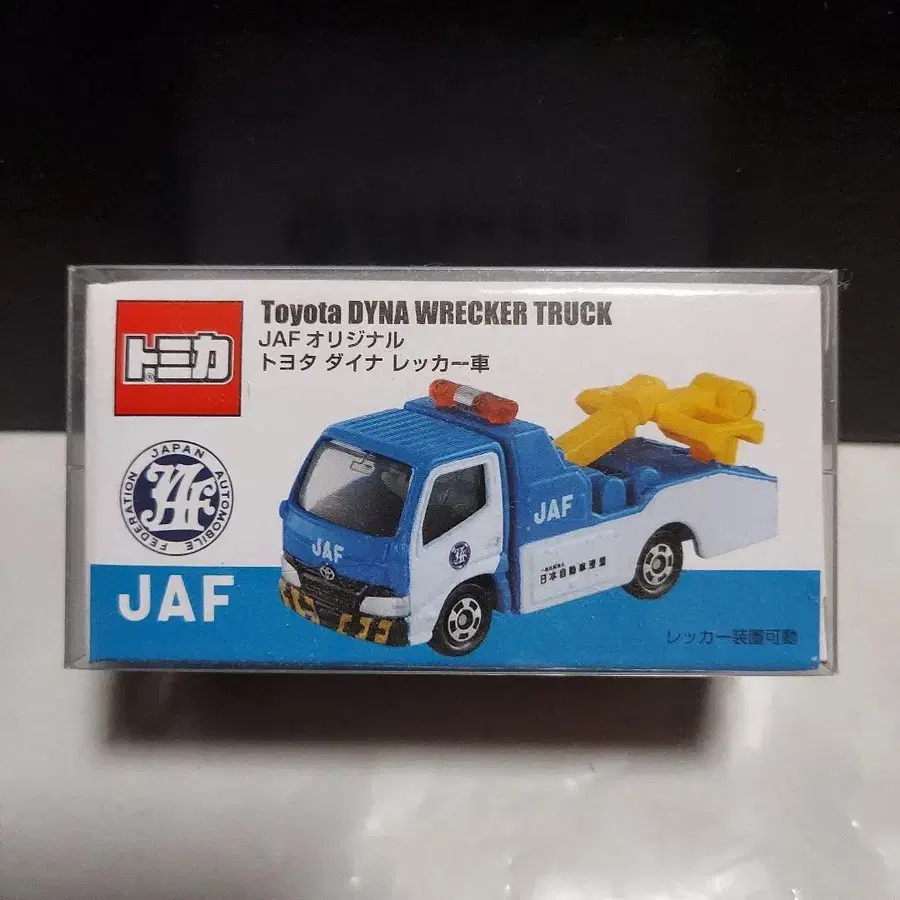 Toyota DYNA WRECKER TRUCK
JAF オリジナル
トヨタ ダイナ レッカー車
トミカ
®
JAPAN AUTOMOBILE FEDERATION
JAF
JAF
JAF
JAF
日本自動車連盟
レッカー装置可動